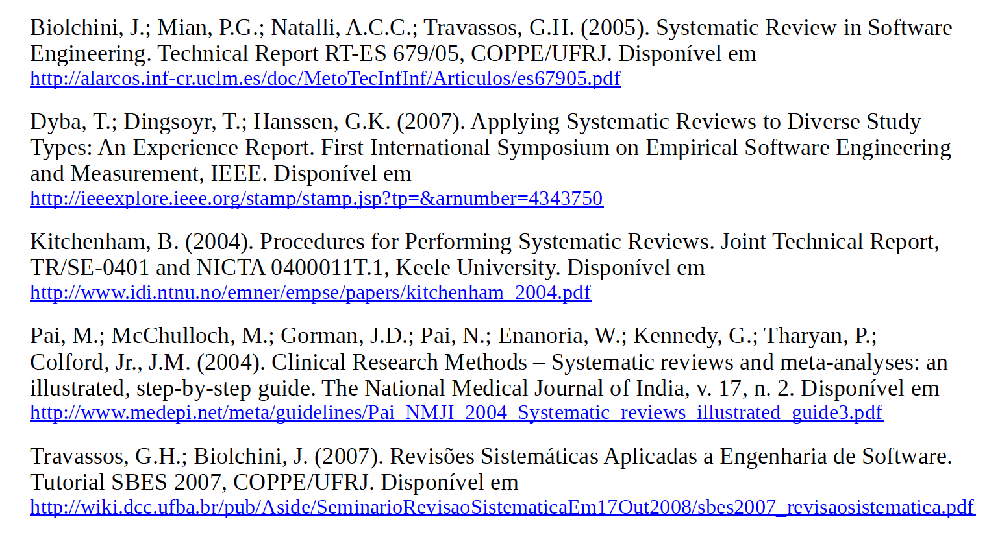 Biolchini, J.; Mian, P.G.; Natalli, A.C.C.; Travassos, G.H. (2005). Systematic Review in Software
Engineering. Technical Report RT-ES 679/05, COPPE/UFRJ. Disponível em
http://alarcos.inf-cr.uclm.es/doc/MetoTecInfInf/Articulos/es67905.pdf
Dyba, T.; Dingsoyr, T.; Hanssen, G.K. (2007). Applying Systematic Reviews to Diverse Study
Types: An Experience Report. First International Symposium on Empirical Software Engineering
and Measurement, IEEE. Disponível em
http://ieeexplore.ieee.org/stamp/stamp.jsp?tp=&arnumber=4343750
Kitchenham, B. (2004). Procedures for Performing Systematic Reviews. Joint Technical Report,
TR/SE-0401 and NICTA 0400011T.1, Keele University. Disponível em
http://www.idi.ntnu.no/emner/empse/papers/kitchenham_2004.pdf
Pai, M.; McChulloch, M.; Gorman, J.D.; Pai, N.; Enanoria, W.; Kennedy, G.; Tharyan, P.;
Colford, Jr., J.M. (2004). Clinical Research Methods – Systematic reviews and meta-analyses: an
illustrated, step-by-step guide. The National Medical Journal of India, v. 17, n. 2. Disponível em
http://www.medepi.net/meta/guidelines/Pai_NMJI_2004_Systematic_reviews_illustrated_guide3.pdf
Travassos, G.H.; Biolchini, J. (2007). Revisões Sistemáticas Aplicadas a Engenharia de Software.
Tutorial SBES 2007, COPPE/UFRJ. Disponível em
http://wiki.dcc.ufba.br/pub/Aside/SeminarioRevisaoSistematicaEm17Out2008/sbes2007_revisaosistematica.pdf